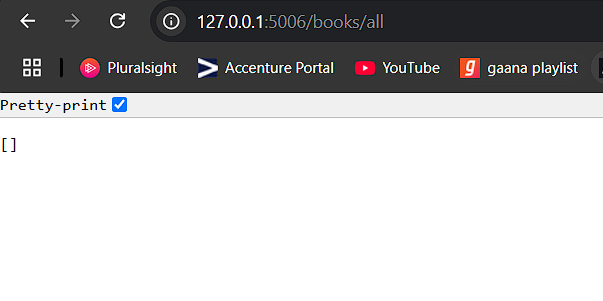 127.0.0.1:5006/books/all
Pluralsight Accenture Portal YouTube gaana playlist
Pretty-print
[]